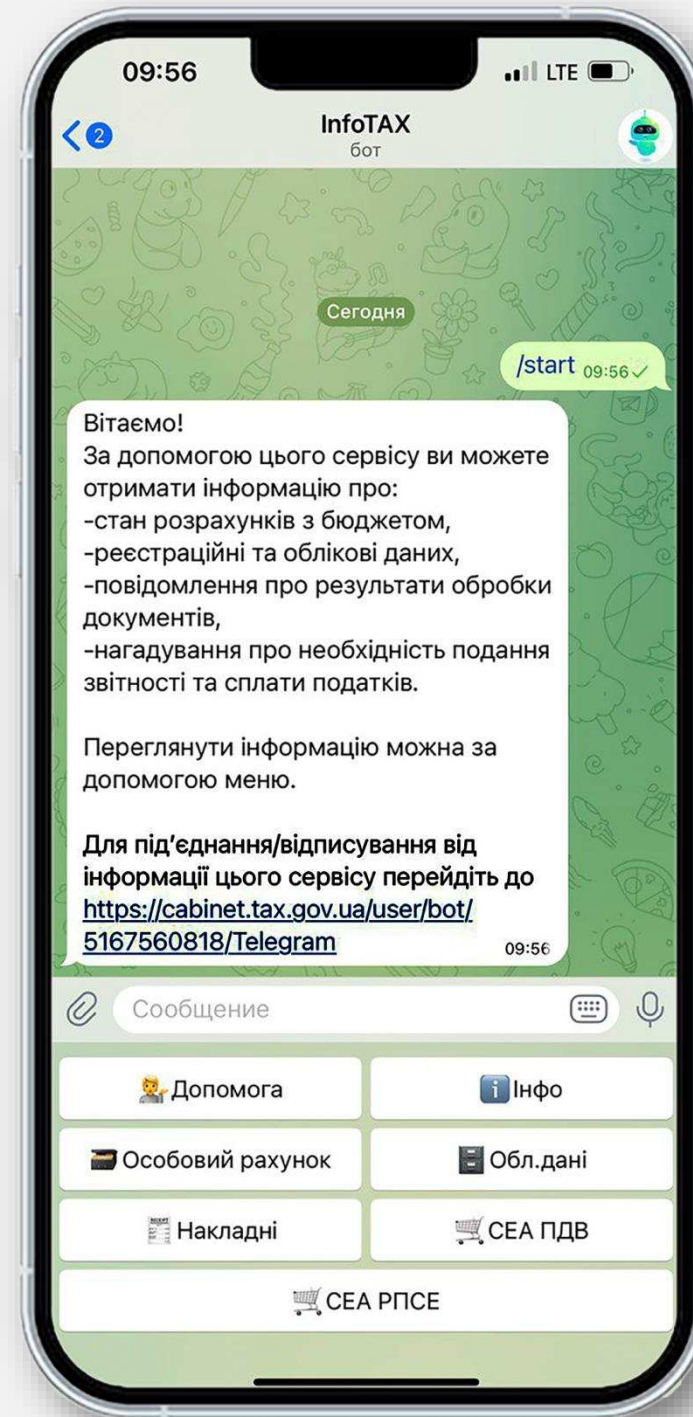 09:56
LTE
2
InfoTAX
бот
Сегодня
/start 09:56
Вітаємо!
За допомогою цього сервісу ви можете
отримати інформацію про:
-стан розрахунків з бюджетом,
-реєстраційні та облікові даних,
-повідомлення про результати обробки
документів,
-нагадування про необхідність подання
звітності та сплати податків.
Переглянути інформацію можна за
допомогою меню.
Для під’єднання/відписування від
інформації цього сервісу перейдіть до
https://cabinet.tax.gov.ua/user/bot/
5167560818/Telegram
09:56
Сообщение
Допомога
Інфо
Особовий рахунок
Обл.дані
Накладні
СЕА ПДВ
СЕА РПСЕ